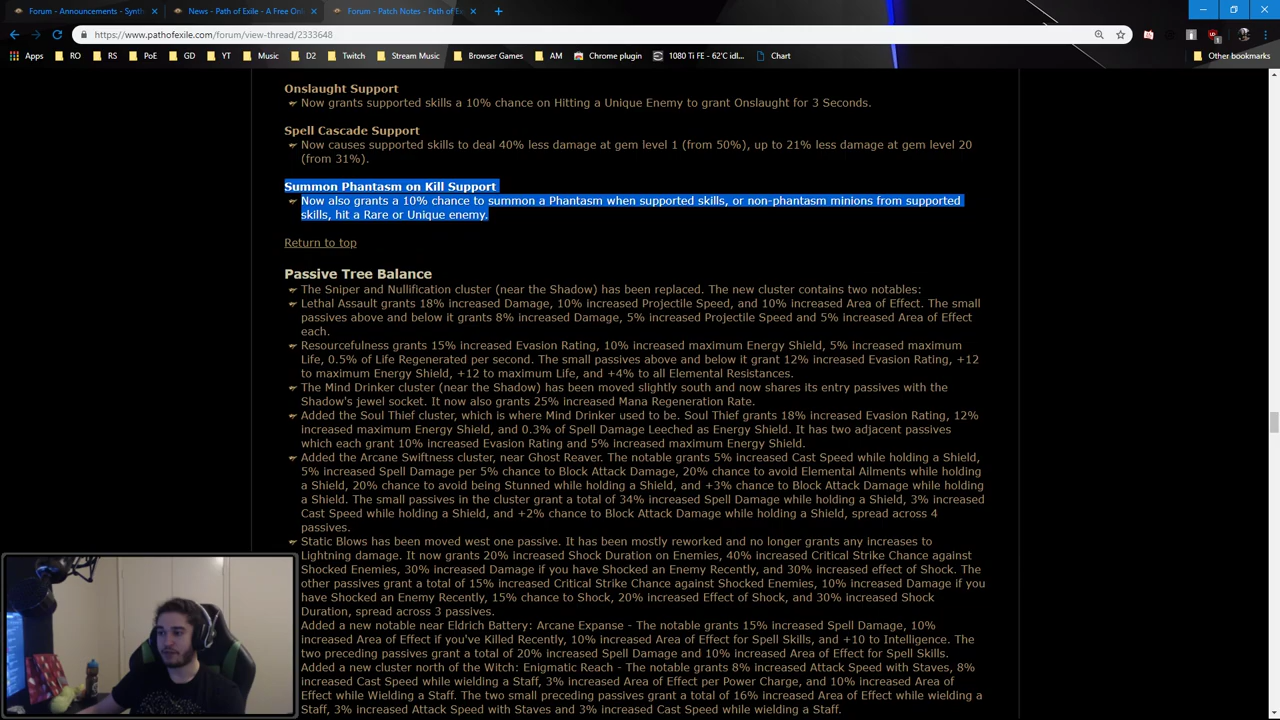 Forum - Announcements - Synth
News - Path of Exile - A Free Onl
Forum - Patch Notes - Path of Ex
https://www.pathofexile.com/forum/view-thread/2333648
Apps RO RS PoE GD YT Music D2 Twitch Stream Music Browser Games AM Chrome plugin 1080 Ti FE - 62°C idl... Chart Other bookmarks
Onslaught Support
Now grants supported skills a 10% chance on Hitting a Unique Enemy to grant Onslaught for 3 Seconds.
Spell Cascade Support
Now causes supported skills to deal 40% less damage at gem level 1 (from 50%), up to 21% less damage at gem level 20
(from 31%).
Summon Phantasm on Kill Support
Now also grants a 10% chance to summon a Phantasm when supported skills, or non-phantasm minions from supported
skills, hit a Rare or Unique enemy.
Return to top
Passive Tree Balance
The Sniper and Nullification cluster (near the Shadow) has been replaced. The new cluster contains two notables:
Lethal Assault grants 18% increased Damage, 10% increased Projectile Speed, and 10% increased Area of Effect. The small
passives above and below it grants 8% increased Damage, 5% increased Projectile Speed and 5% increased Area of Effect
each.
Resourcefulness grants 15% increased Evasion Rating, 10% increased maximum Energy Shield, 5% increased maximum
Life, 0.5% of Life Regenerated per second. The small passives above and below it grant 12% increased Evasion Rating, +12
to maximum Energy Shield, +12 to maximum Life, and +4% to all Elemental Resistances.
The Mind Drinker cluster (near the Shadow) has been moved slightly south and now shares its entry passives with the
Shadow's jewel socket. It now also grants 25% increased Mana Regeneration Rate.
Added the Soul Thief cluster, which is where Mind Drinker used to be. Soul Thief grants 18% increased Evasion Rating, 12%
increased maximum Energy Shield, and 0.3% of Spell Damage Leeched as Energy Shield. It has two adjacent passives
which each grant 10% increased Evasion Rating and 5% increased maximum Energy Shield.
Added the Arcane Swiftness cluster, near Ghost Reaver. The notable grants 5% increased Cast Speed while holding a Shield,
5% increased Spell Damage per 5% chance to Block Attack Damage, 20% chance to avoid Elemental Ailments while holding
a Shield, 20% chance to avoid being Stunned while holding a Shield, and +3% chance to Block Attack Damage while holding
a Shield. The small passives in the cluster grant a total of 34% increased Spell Damage while holding a Shield, 3% increased
Cast Speed while holding a Shield, and +2% chance to Block Attack Damage while holding a Shield, spread across 4
passives.
Static Blows has been moved west one passive. It has been mostly reworked and no longer grants any increases to
Lightning damage. It now grants 20% increased Shock Duration on Enemies, 40% increased Critical Strike Chance against
Shocked Enemies, 30% increased Damage if you have Shocked an Enemy Recently, and 30% increased effect of Shock. The
other passives grant a total of 15% increased Critical Strike Chance against Shocked Enemies, 10% increased Damage if you
have Shocked an Enemy Recently, 15% chance to Shock, 20% increased Effect of Shock, and 30% increased Shock
Duration, spread across 3 passives.
Added a new notable near Eldrich Battery: Arcane Expanse - The notable grants 15% increased Spell Damage, 10%
increased Area of Effect if you've Killed Recently, 10% increased Area of Effect for Spell Skills, and +10 to Intelligence. The
two preceding passives grant a total of 20% increased Spell Damage and 10% increased Area of Effect for Spell Skills.
Added a new cluster north of the Witch: Enigmatic Reach - The notable grants 8% increased Attack Speed with Staves, 8%
increased Cast Speed while wielding a Staff, 3% increased Area of Effect per Power Charge, and 10% increased Area of
Effect while Wielding a Staff. The two small preceding passives grant a total of 16% increased Area of Effect while wielding a
Staff, 3% increased Attack Speed with Staves and 3% increased Cast Speed while wielding a Staff.